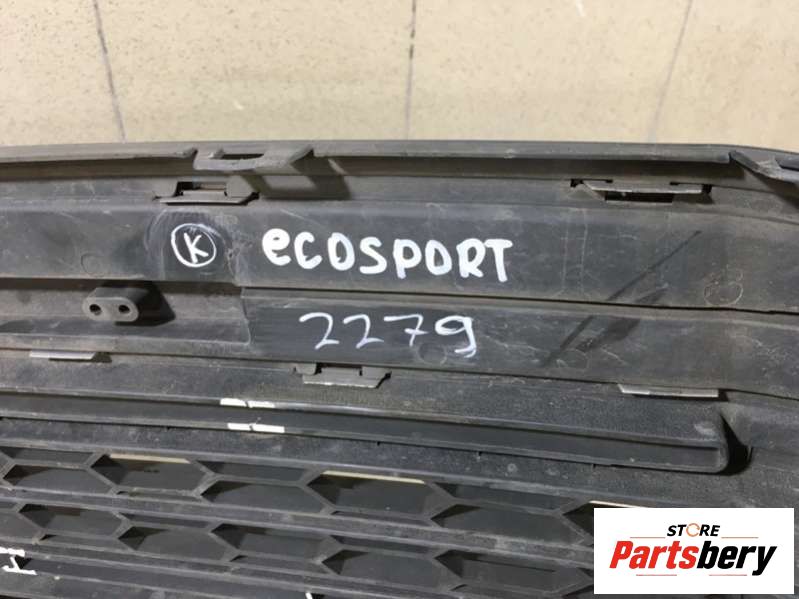 K ecosport
2279
STORE
Partsbery